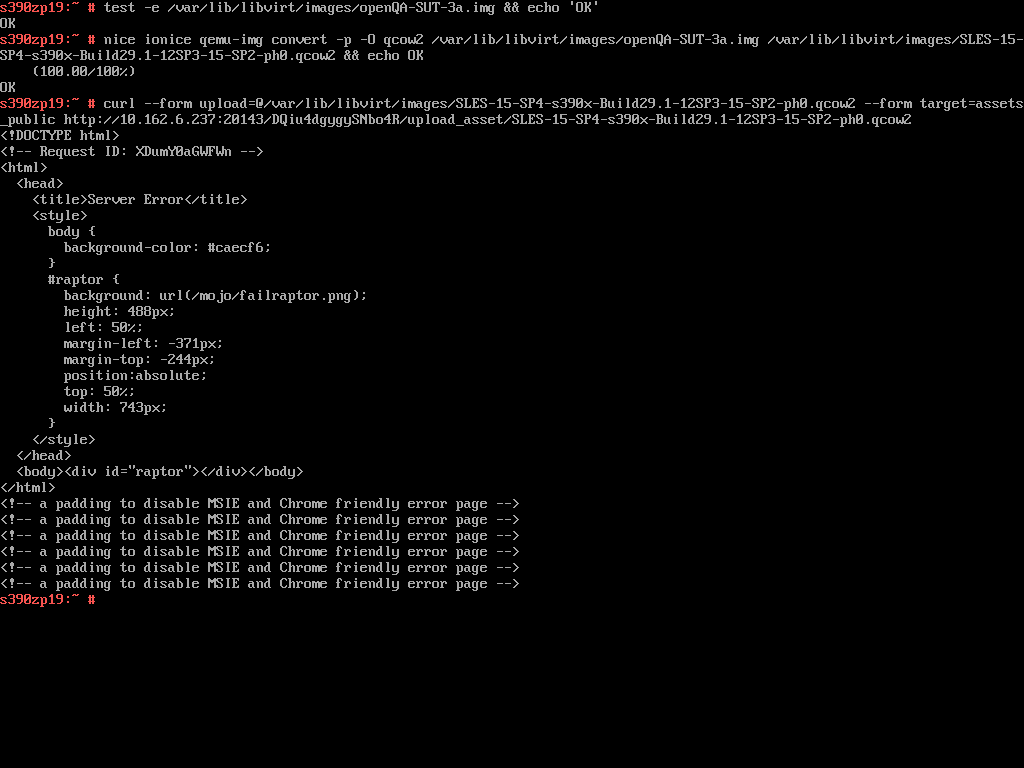 s390zp19:~ # test -e /var/lib/libvirt/images/openQA-SUT-3a.img && echo 'OK'
OK
s390zp19:~ # nice ionice qemu-img convert -p -O qcow2 /var/lib/libvirt/images/openQA-SUT-3a.img /var/lib/libvirt/images/SLES-15-
SP4-s390x-Build29.1-12SP3-15-SP2-ph0.qcow2 && echo OK
    (100.00/100%)
OK
s390zp19:~ # curl --form upload=@/var/lib/libvirt/images/SLES-15-SP4-s390x-Build29.1-12SP3-15-SP2-ph0.qcow2 --form target=assets
_public http://10.162.6.237:20143/DQiu4dgygySNbo4R/upload_asset/SLES-15-SP4-s390x-Build29.1-12SP3-15-SP2-ph0.qcow2
<!DOCTYPE html>
<!-- Request ID: XDumY0aGWFWn -->
<html>
  <head>
    <title>Server Error</title>
    <style>
      body {
        background-color: #caecf6;
      }
      #raptor {
        background: url(/mojo/failraptor.png);
        height: 488px;
        left: 50%;
        margin-left: -371px;
        margin-top: -244px;
        position:absolute;
        top: 50%;
        width: 743px;
      }
    </style>
  </head>
  <body><div id="raptor"></div></body>
</html>
<!-- a padding to disable MSIE and Chrome friendly error page -->
<!-- a padding to disable MSIE and Chrome friendly error page -->
<!-- a padding to disable MSIE and Chrome friendly error page -->
<!-- a padding to disable MSIE and Chrome friendly error page -->
<!-- a padding to disable MSIE and Chrome friendly error page -->
<!-- a padding to disable MSIE and Chrome friendly error page -->
s390zp19:~ #